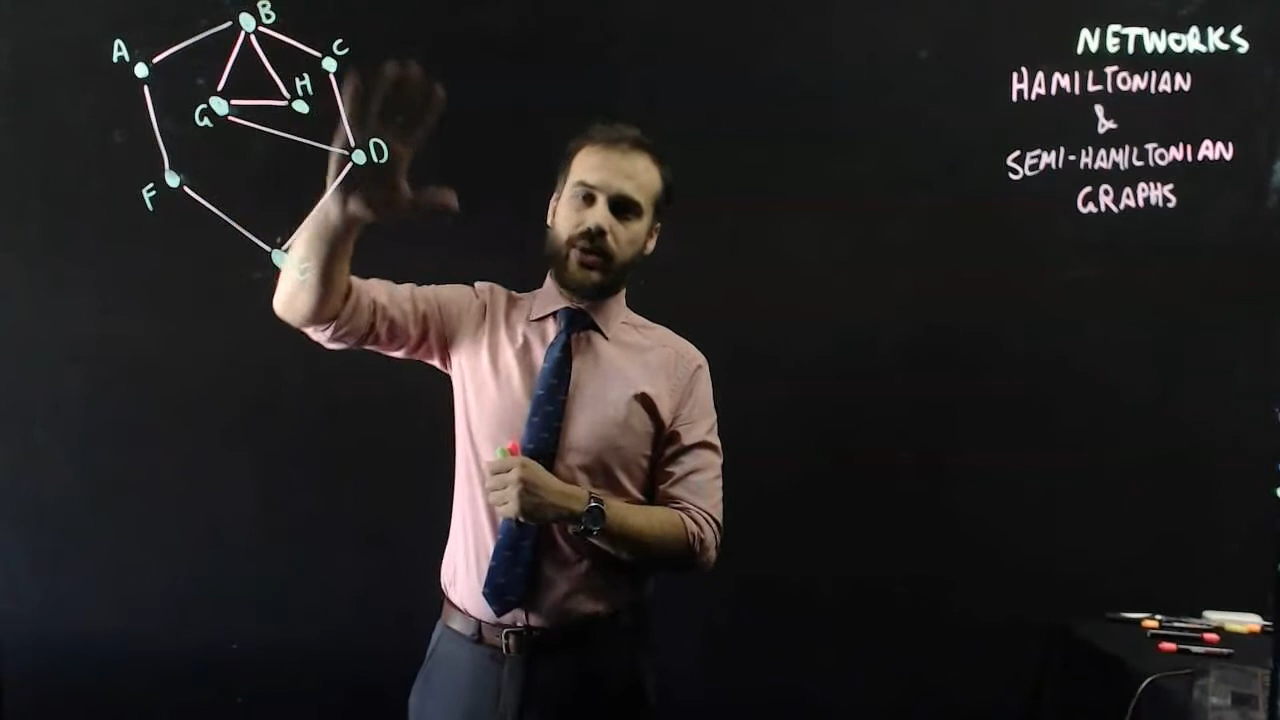 NETWORKS
HAMILTONIAN
&
SEMI-HAMILTONIAN
GRAPHS
B
A
C
H
G
D
F